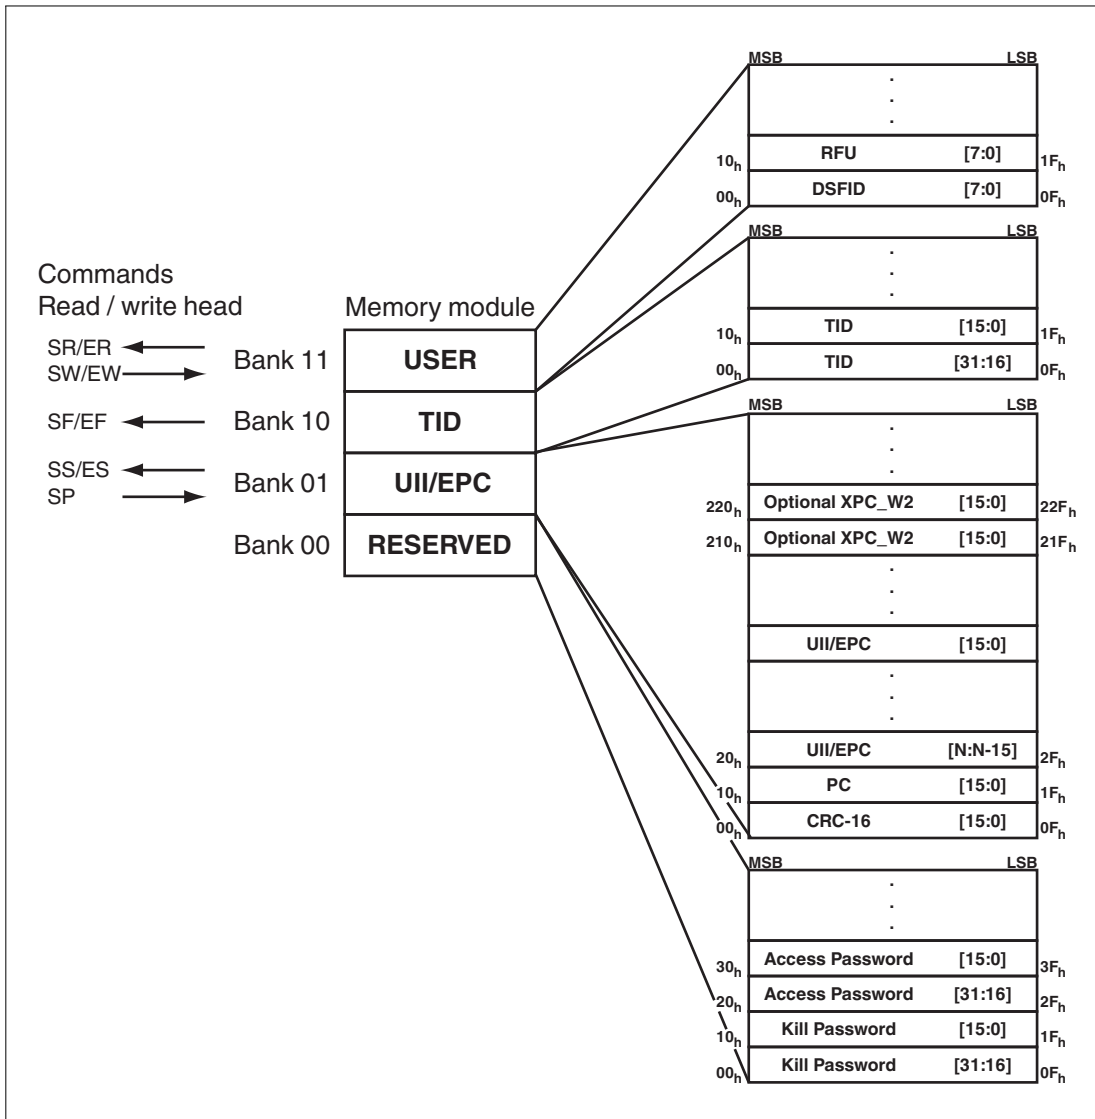 Commands
Read / write head
SR/ER
SW/EW
SF/EF
SS/ES
SP
Memory module
Bank 11 USER
Bank 10 TID
Bank 01 UII/EPC
Bank 00 RESERVED
MSB LSB
.
.
.
10h RFU [7:0] 1Fh
00h DSFID [7:0] 0Fh
MSB LSB
.
.
.
10h TID [15:0] 1Fh
00h TID [31:16] 0Fh
MSB LSB
.
.
.
220h Optional XPC_W2 [15:0] 22Fh
210h Optional XPC_W2 [15:0] 21Fh
.
.
.
UII/EPC [15:0]
.
.
.
20h UII/EPC [N:N-15] 2Fh
10h PC [15:0] 1Fh
00h CRC-16 [15:0] 0Fh
MSB LSB
.
.
.
30h Access Password [15:0] 3Fh
20h Access Password [31:16] 2Fh
10h Kill Password [15:0] 1Fh
00h Kill Password [31:16] 0Fh